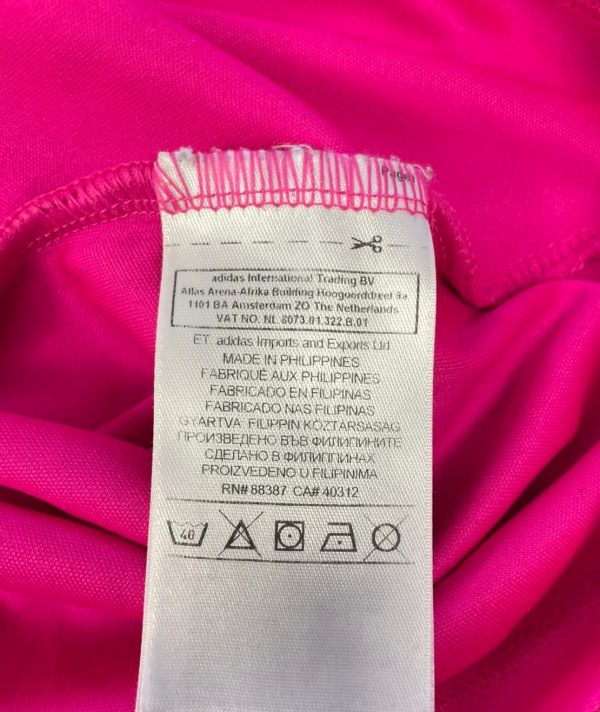 adidas International Trading BV
Atlas Arena-Afrika Building Hoogoorddreef 9a
1101 BA Amsterdam ZO The Netherlands
VAT NO. NL 8073.01.322.B.01
ET. adidas Imports and Exports Ltd.
MADE IN PHILIPPINES
FABRIQUÉ AUX PHILIPPINES
FABRICADO EN FILIPINAS
FABRICADO NAS FILIPINAS
GYÁRTVA: FILIPPIN KÖZTÁRSASÁG
ПРОИЗВЕДЕНО ВЪВ ФИЛИПИНИТЕ
СДЕЛАНО В ФИЛИППИНАХ
PROIZVEDENO U FILIPINIMA
RN# 88387 CA# 40312
40